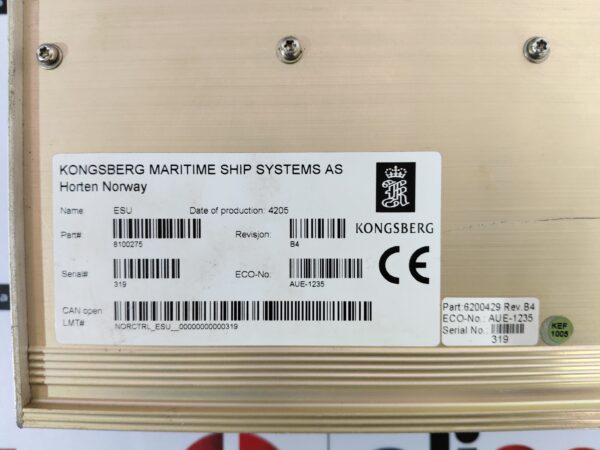 KONGSBERG MARITIME SHIP SYSTEMS AS
Horten Norway
Name ESU Date of production: 4205
Part# 8100275 Revision: B4
KONGSBERG
Serial# 319 ECO-No: AUE-1235
CE
CAN open
LMT# NORCTRL_ESU__00000000000319
Part:6200429 Rev.B4
ECO-No.: AUE-1235
Serial No.:
319
KEF
1005